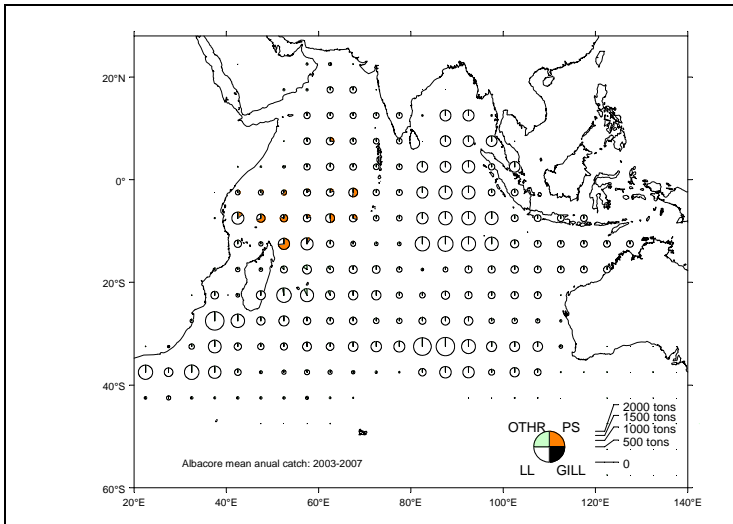 20°N
0°
20°S
40°S
60°S
20°E 40°E 60°E 80°E 100°E 120°E 140°E
2000 tons
1500 tons
1000 tons
500 tons
0
OTHR PS
LL GILL
Albacore mean anual catch: 2003-2007